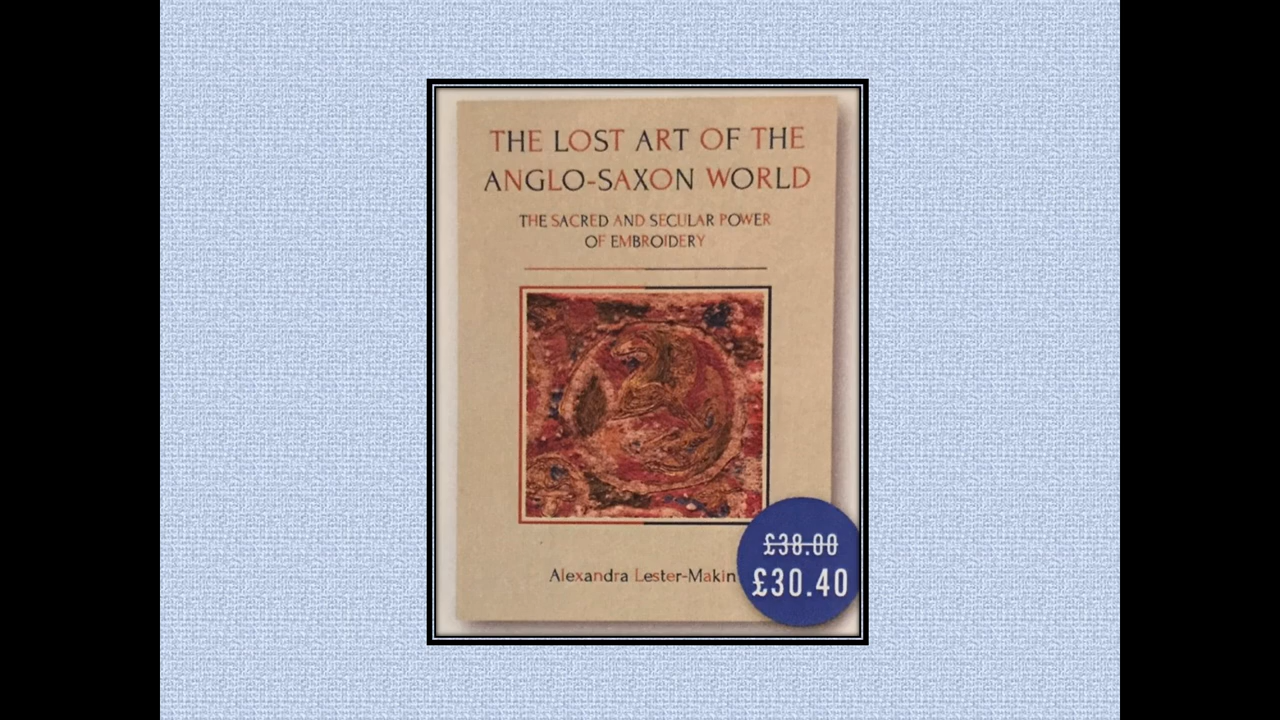 THE LOST ART OF THE
ANGLO-SAXON WORLD
THE SACRED AND SECULAR POWER
OF EMBROIDERY
Alexandra Lester-Makin
£38.00
£30.40